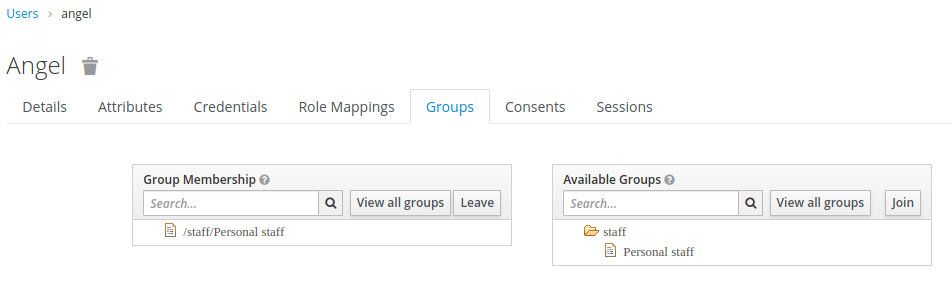 Users › angel
Angel
Details Attributes Credentials Role Mappings Groups Consents Sessions
Group Membership ?
Search... View all groups Leave
/staff/Personal staff
Available Groups ?
Search... View all groups Join
staff
Personal staff